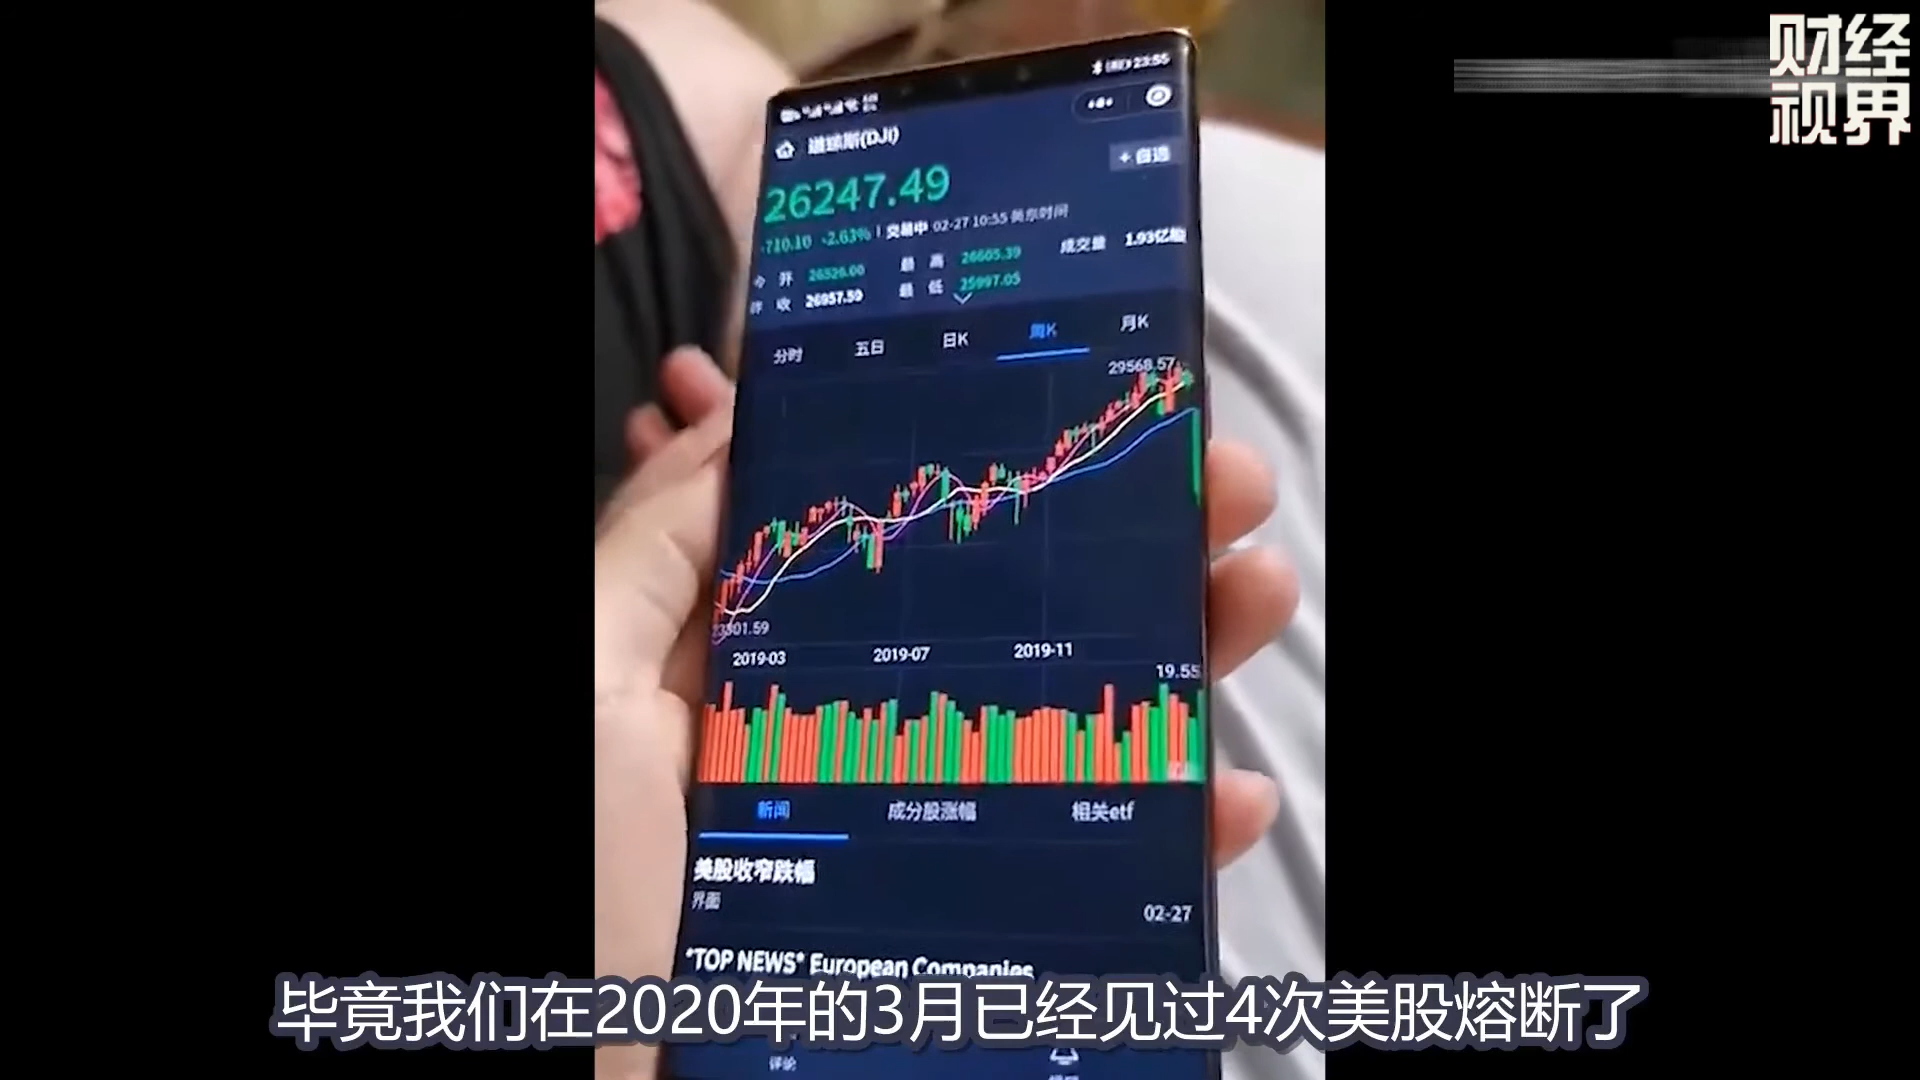 财经
视界
23:55
道琼斯(DJI)
+自选
26247.49
-710.10 -2.63% 交易中 02-27 10:55 美东时间
今开 26526.00 最高 26605.39 成交量 1.93亿股
昨收 26957.59 最低 25997.05
分时 五日 日K 周K 月K
29568.57
2019-03 2019-07 2019-11
19.55
新闻 成分股涨幅 相关etf
美股收窄跌幅
界面
02-27
*TOP NEWS* European Companies
毕竟我们在2020年的3月已经见过4次美股熔断了
评论